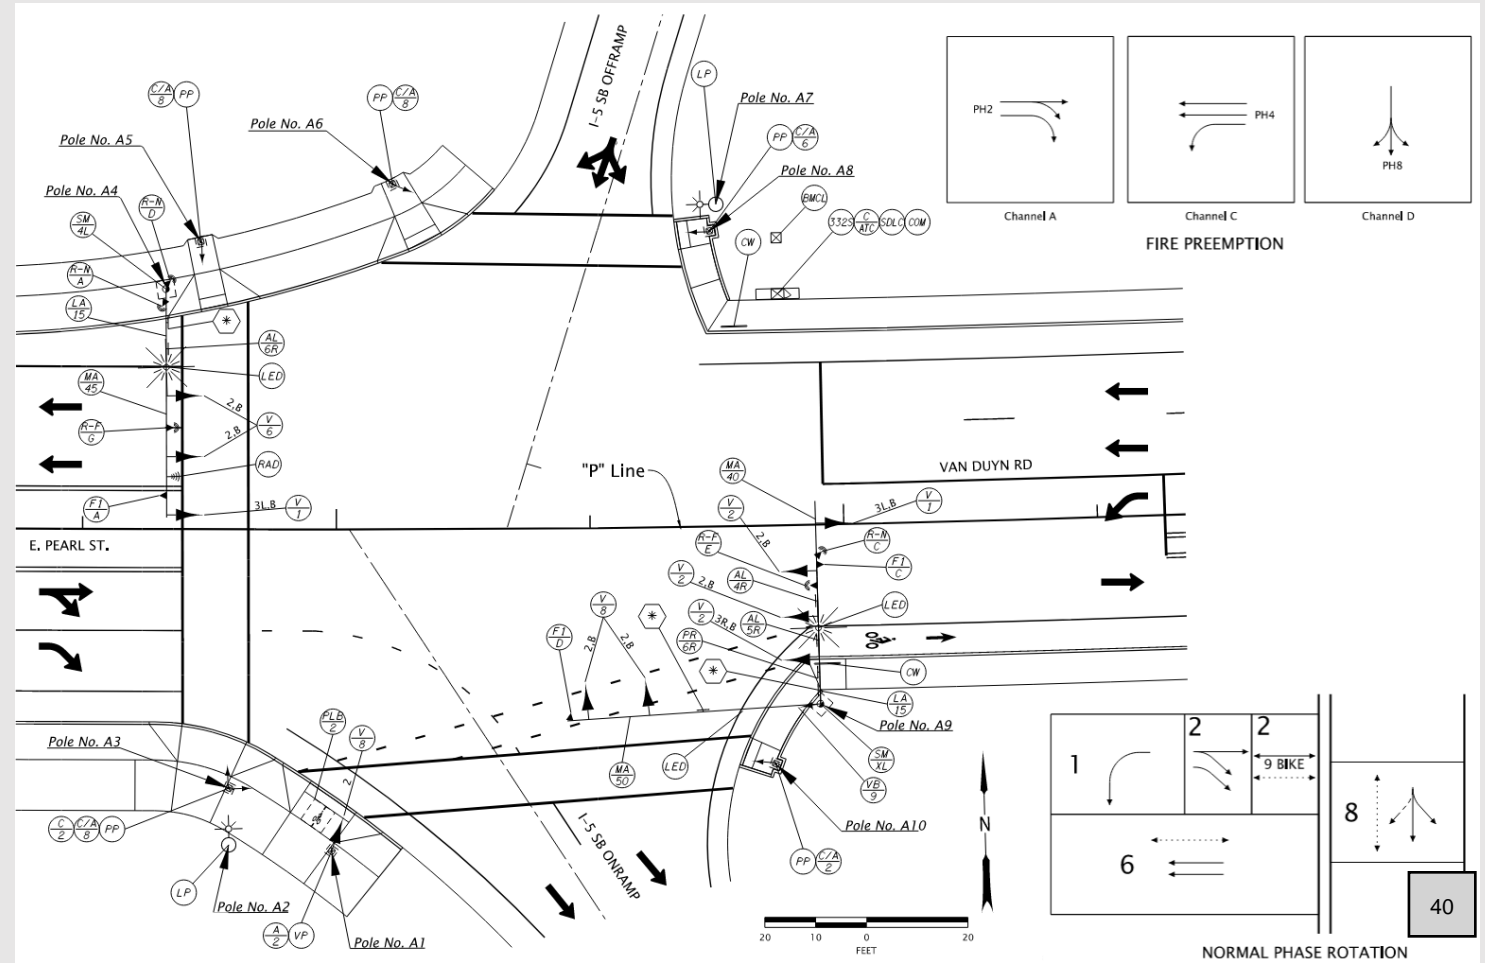 I-5 SB OFFRAMP
LP
PH2
PH4
PH8
Channel A
Channel C
Channel D
FIRE PREEMPTION
C/A
8
PP
PP
C/A
8
Pole No. A7
Pole No. A6
Pole No. A5
PP
C/A
6
Pole No. A8
Pole No. A4
R-N
D
SM
4L
BMCL
332S
C
ATC
SDLC
COM
CW
R-N
A
LA
15
*
AL
6R
LED
MA
45
2,B
V
6
R-F
G
2,B
RAD
"P" Line
MA
40
VAN DUYN RD
F1
A
3L,B
V
1
V
2
3L,B
V
1
E. PEARL ST.
2,B
R-F
E
R-N
C
F1
C
V
2
2,B
AL
4R
V
8
*
V
2
3R,B
AL
5R
LED
F1
D
2,B
2,B
PR
6R
*
CW
LA
15
Pole No. A9
PLB
2
V
8
Pole No. A3
2
MA
50
LED
SM
XL
VB
9
C
2
C/A
8
PP
I-5 SB ONRAMP
N
Pole No. A10
PP
C/A
2
LP
Pole No. A2
A
2
VP
Pole No. A1
20
10
0
20
FEET
1
2
2
9 BIKE
6
8
40
NORMAL PHASE ROTATION